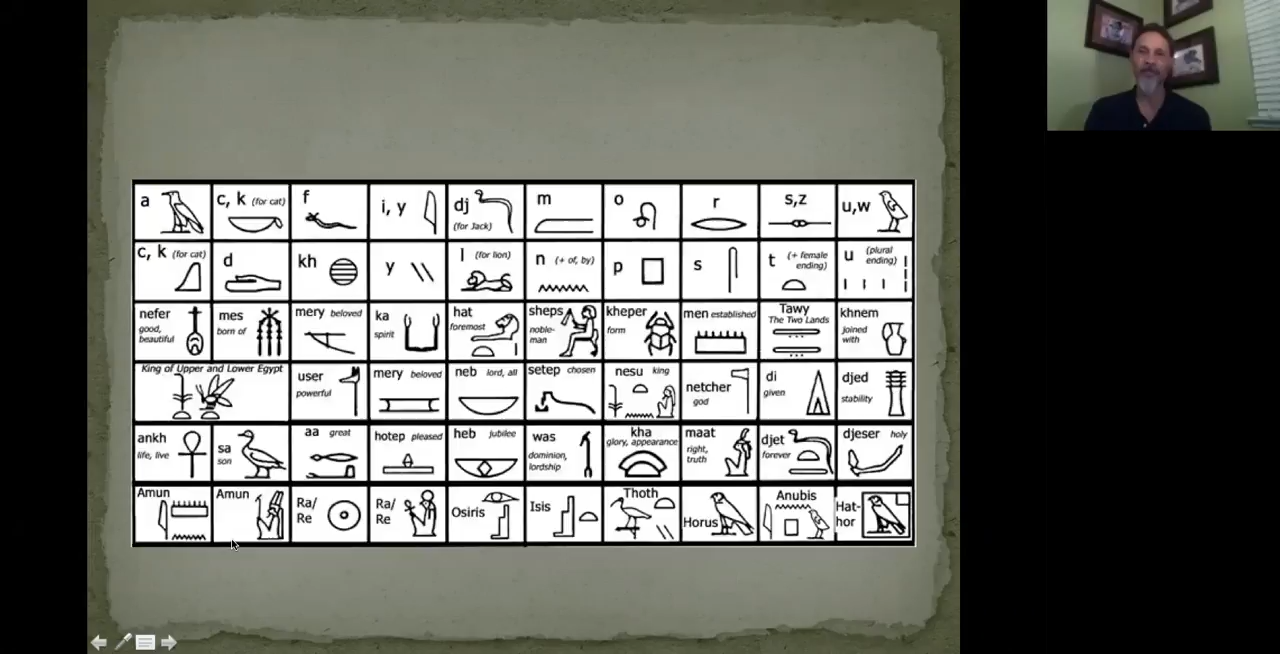 a
c, k (for cat)
f
i, y
dj
(for Jack)
m
o
r
s,z
u,w
c, k (for cat)
d
kh
y
l (for lion)
n (+ of, by)
p
s
t (+ female
ending)
u (plural
ending)
nefer
good,
beautiful
mes
born of
mery beloved
ka
spirit
hat
foremost
sheps
noble-
man
kheper
form
men established
Tawy
The Two Lands
khnem
joined
with
King of Upper and Lower Egypt
user
powerful
mery beloved
neb lord, all
setep chosen
nesu king
netcher
god
di
given
djed
stability
ankh
life, live
sa
son
aa great
hotep pleased
heb jubilee
was
dominion,
lordship
kha
glory, appearance
maat
right,
truth
djet
forever
djeser holy
Amun
Amun
Ra/
Re
Ra/
Re
Osiris
Isis
Thoth
Horus
Anubis
Hat-
hor